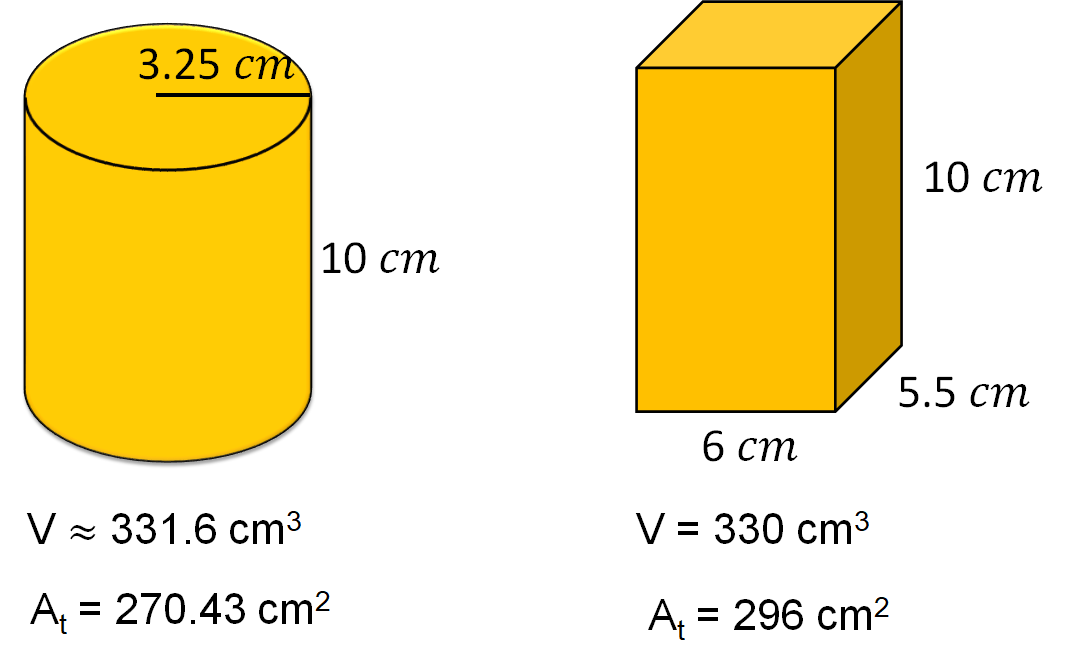 3.25 cm
10 cm
V ≈ 331.6 cm³
Aₜ = 270.43 cm²
10 cm
5.5 cm
6 cm
V = 330 cm³
Aₜ = 296 cm²